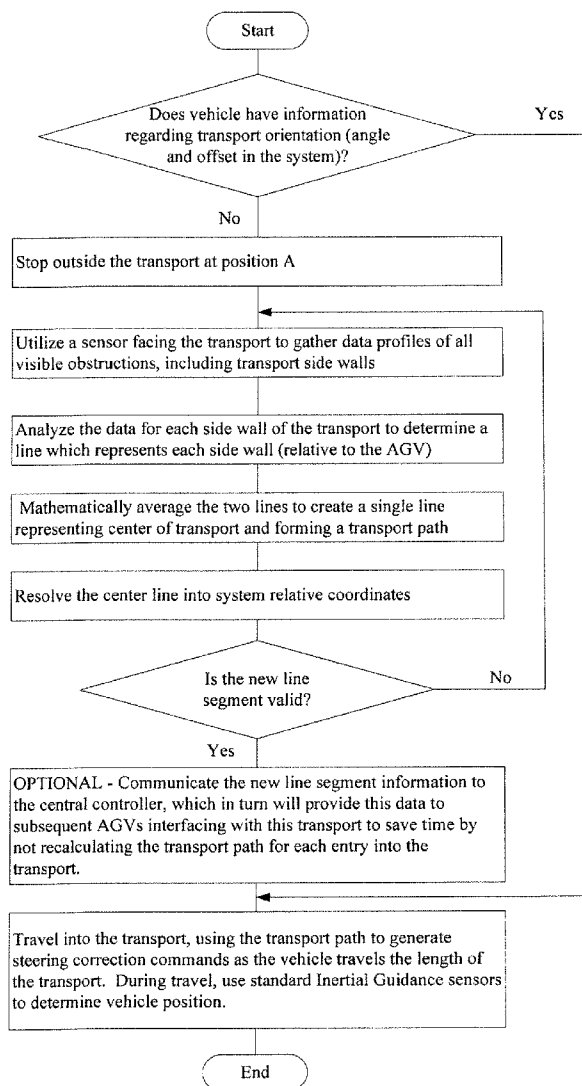 Start
Does vehicle have information
regarding transport orientation (angle
and offset in the system)?
Yes
No
Stop outside the transport at position A
Utilize a sensor facing the transport to gather data profiles of all
visible obstructions, including transport side walls
Analyze the data for each side wall of the transport to determine a
line which represents each side wall (relative to the AGV)
Mathematically average the two lines to create a single line
representing center of transport and forming a transport path
Resolve the center line into system relative coordinates
Is the new line
segment valid?
No
Yes
OPTIONAL - Communicate the new line segment information to
the central controller, which in turn will provide this data to
subsequent AGVs interfacing with this transport to save time by
not recalculating the transport path for each entry into the
transport.
Travel into the transport, using the transport path to generate
steering correction commands as the vehicle travels the length of
the transport. During travel, use standard Inertial Guidance sensors
to determine vehicle position.
End